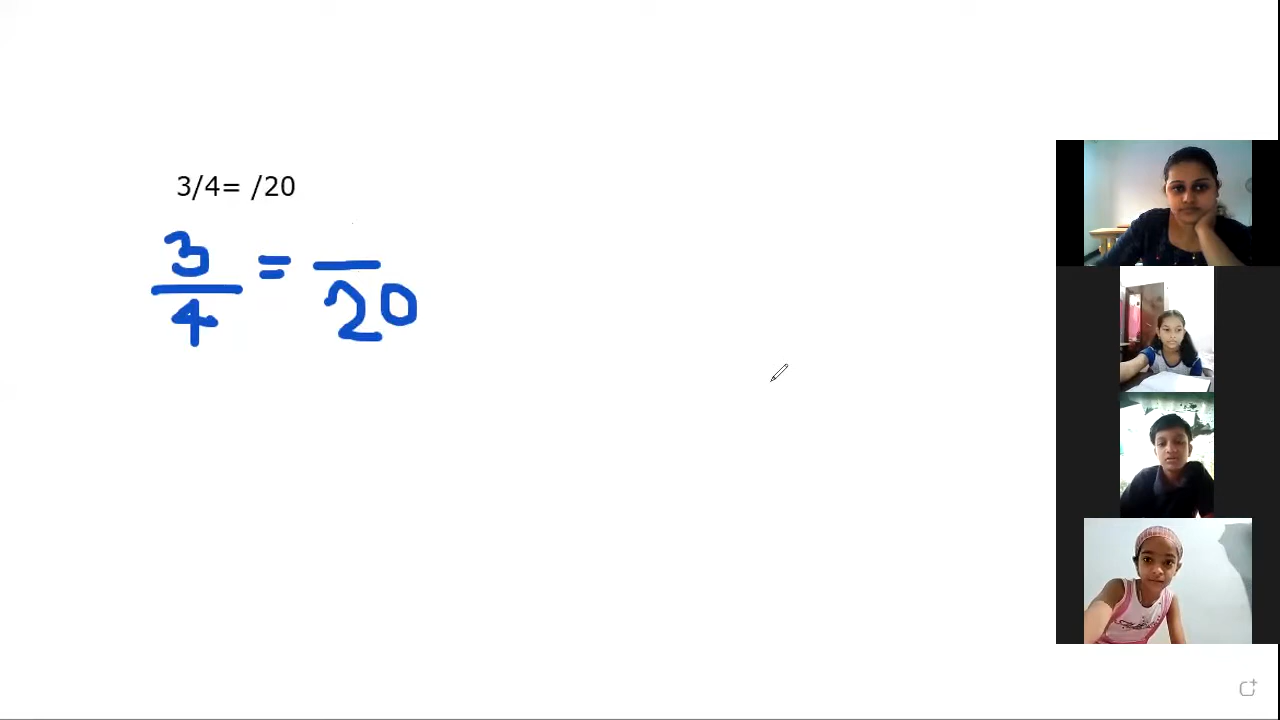 3/4= /20
3/4 = /20